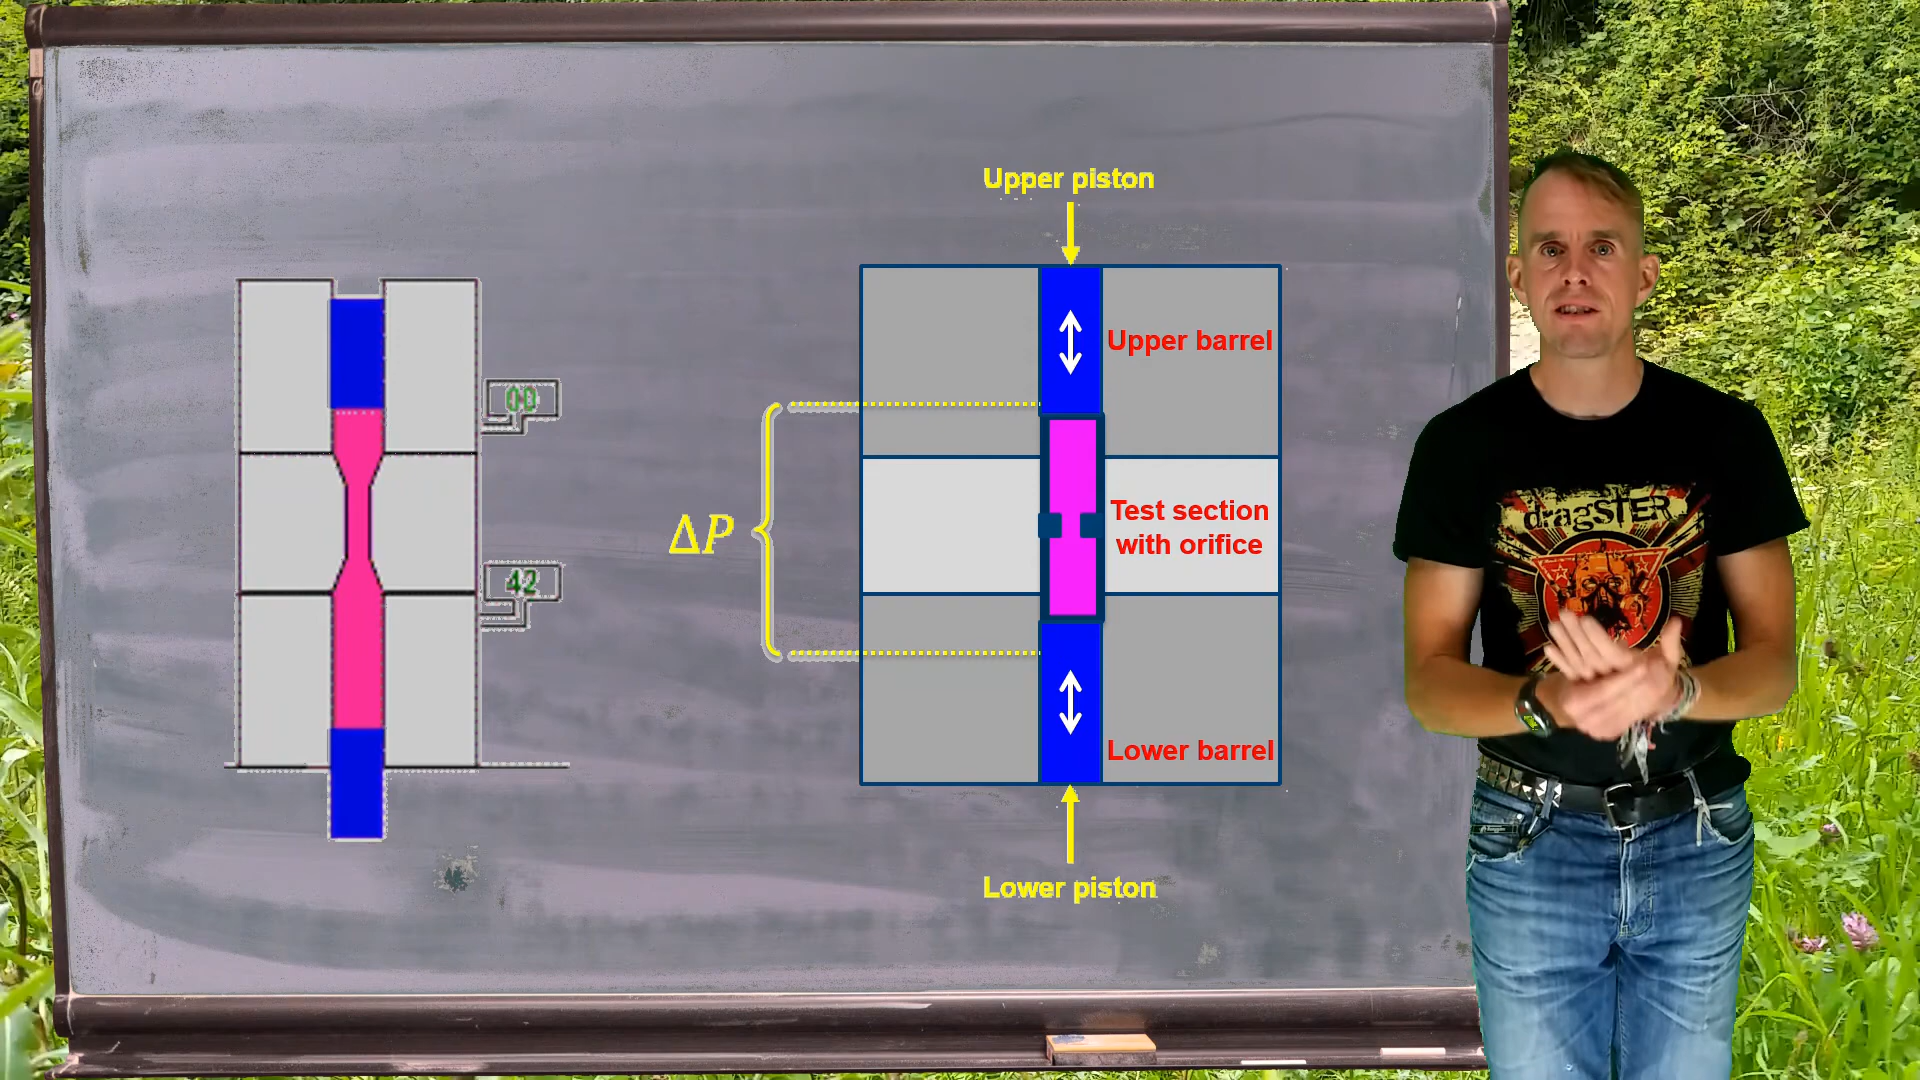 Upper piston
Upper barrel
00
ΔP
Test section
with orifice
42
Lower barrel
Lower piston
dragSTER